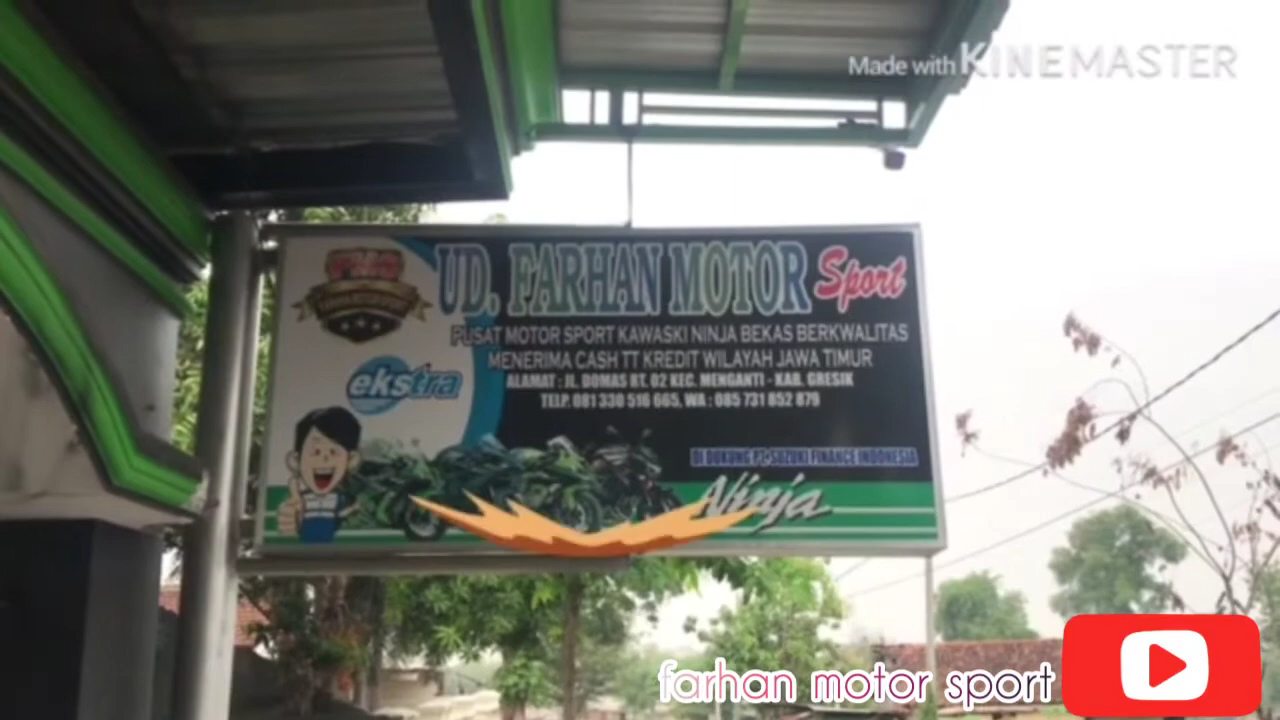 Made with KINEMASTER
UD. FARHAN MOTOR Sport
PUSAT MOTOR SPORT KAWASKI NINJA BEKAS BERKWALITAS
MENERIMA CASH TT KREDIT WILAYAH JAWA TIMUR
ekstra
ALAMAT : JL. DOMAS RT. 02 KEC. MENGANTI - KAB. GRESIK
TELP. 081 330 516 665, WA : 085 731 852 879
DI DUKUNG PT. SUZUKI FINANCE INDONESIA
Ninja
farhan motor sport